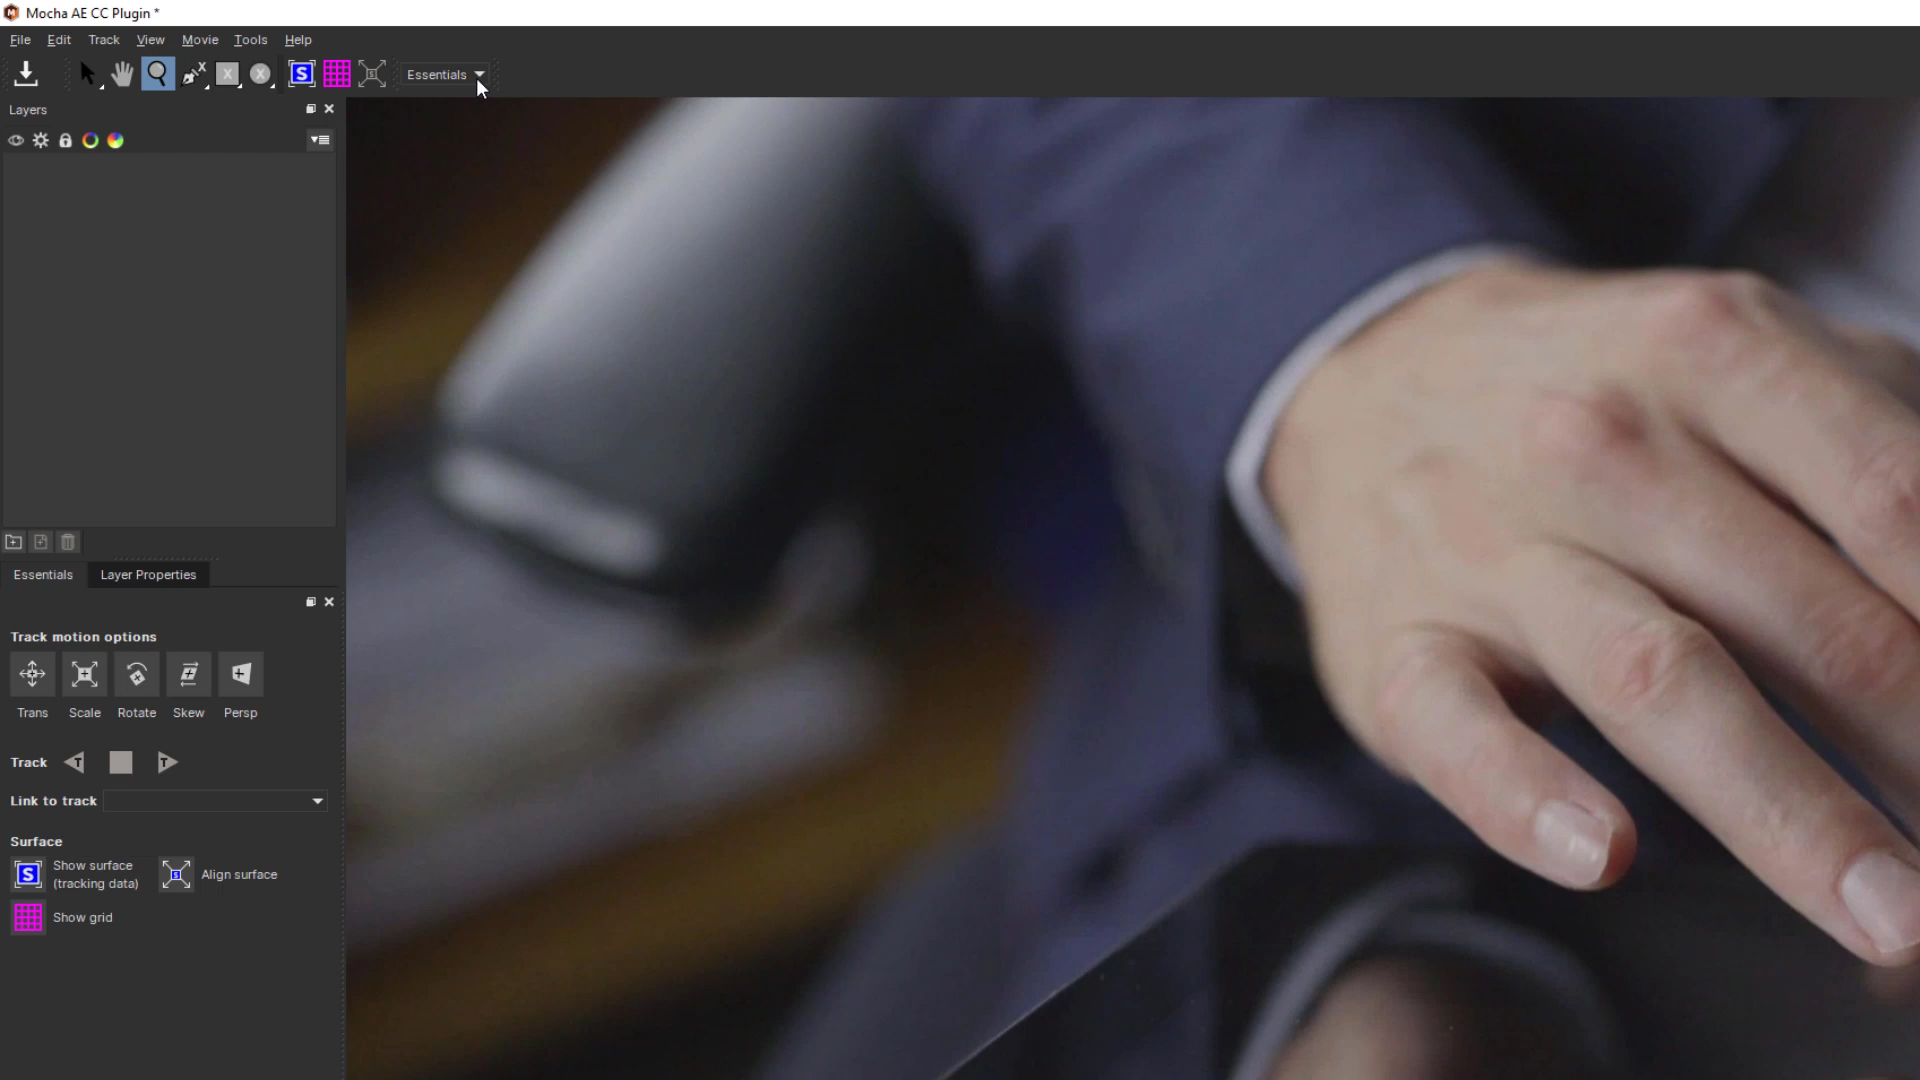 Mocha AE CC Plugin *
File Edit Track View Movie Tools Help
Essentials
Layers
Essentials Layer Properties
Track motion options
Trans Scale Rotate Skew Persp
Track
Link to track
Surface
Show surface
(tracking data)
Align surface
Show grid